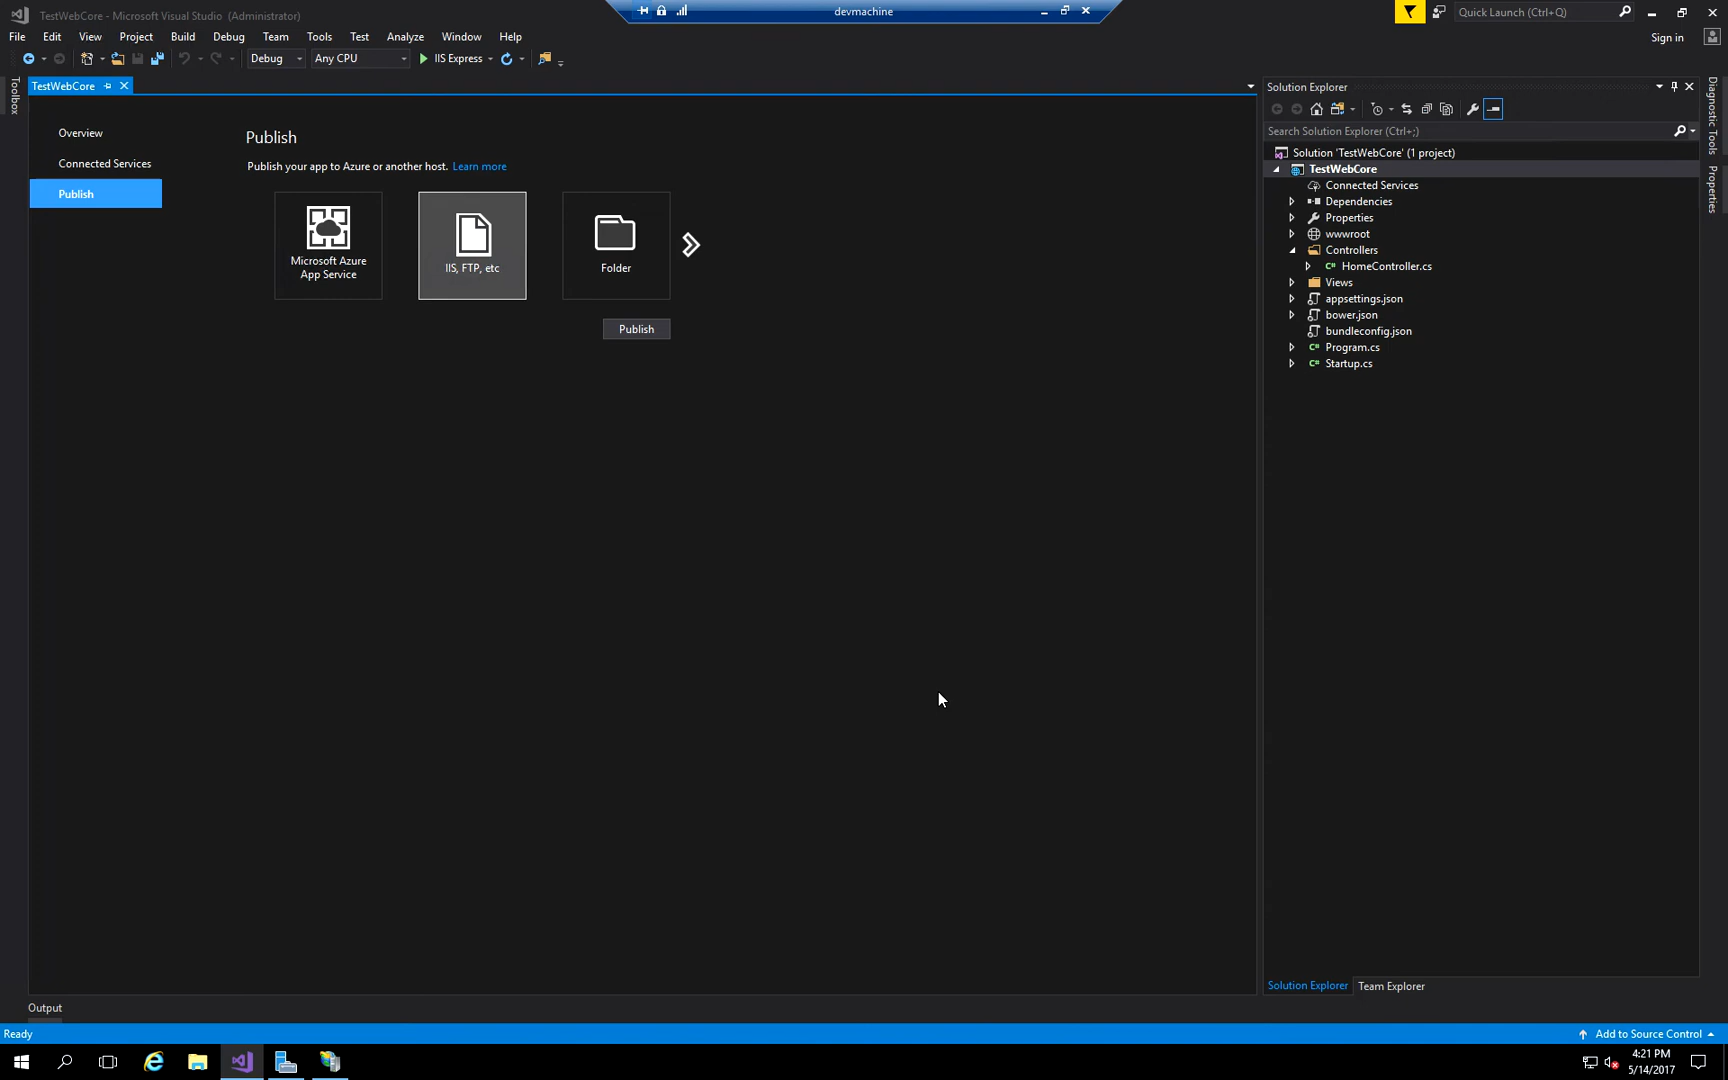 TestWebCore - Microsoft Visual Studio (Administrator)
devmachine
Quick Launch (Ctrl+Q)
File Edit View Project Build Debug Team Tools Test Analyze Window Help
Sign in
Debug Any CPU IIS Express
Toolbox
TestWebCore
Overview
Connected Services
Publish
Publish
Publish your app to Azure or another host. Learn more
Microsoft Azure
App Service
IIS, FTP, etc
Folder
Publish
Solution Explorer
Search Solution Explorer (Ctrl+;)
Solution 'TestWebCore' (1 project)
TestWebCore
Connected Services
Dependencies
Properties
wwwroot
Controllers
C# HomeController.cs
Views
appsettings.json
bower.json
bundleconfig.json
C# Program.cs
C# Startup.cs
Diagnostic Tools
Properties
Solution Explorer Team Explorer
Output
Ready
Add to Source Control
4:21 PM
5/14/2017